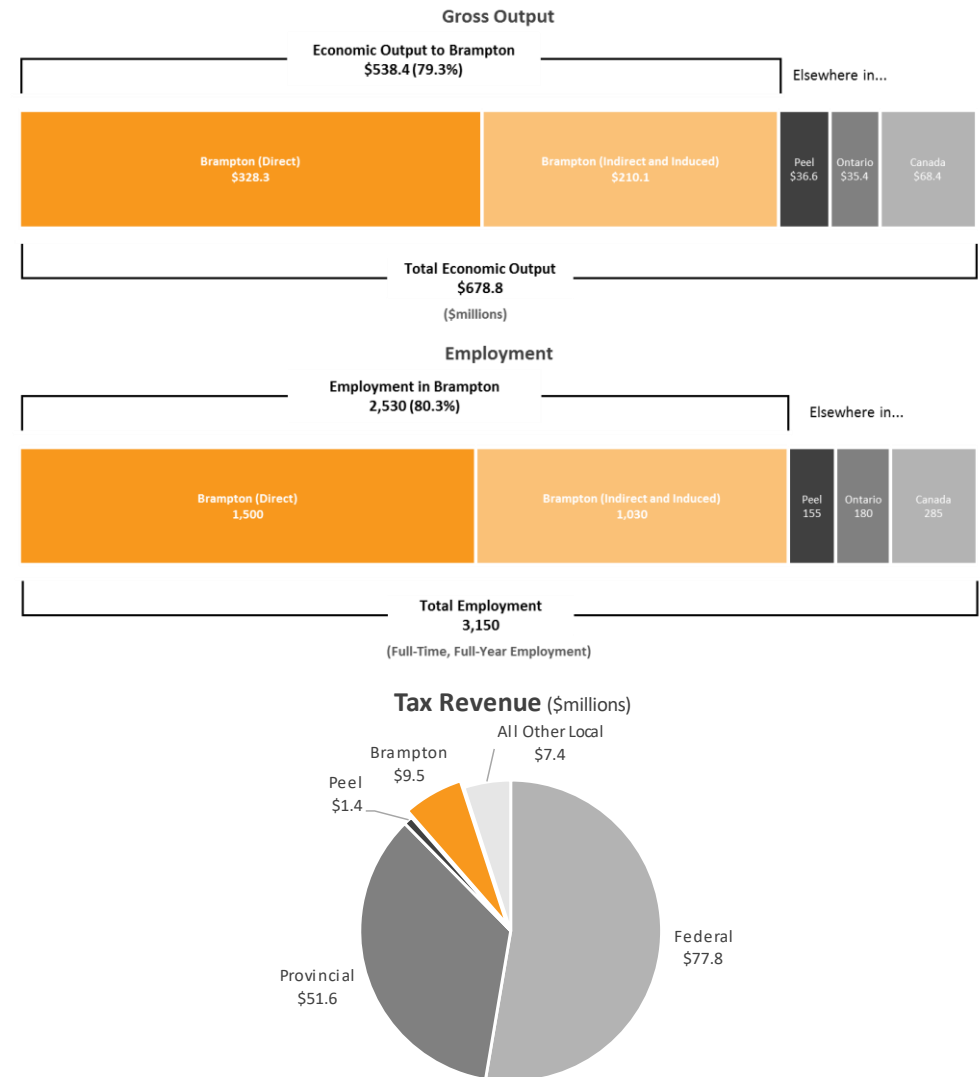 Gross Output
Economic Output to Brampton
$538.4 (79.3%)
Elsewhere in...
Brampton (Direct)
$328.3
Brampton (Indirect and Induced)
$210.1
Peel
$36.6
Ontario
$35.4
Canada
$68.4
Total Economic Output
$678.8
($millions)
Employment
Employment in Brampton
2,530 (80.3%)
Elsewhere in...
Brampton (Direct)
1,500
Brampton (Indirect and Induced)
1,030
Peel
155
Ontario
180
Canada
285
Total Employment
3,150
(Full-Time, Full-Year Employment)
Tax Revenue ($millions)
All Other Local
$7.4
Brampton
$9.5
Peel
$1.4
Federal
$77.8
Provincial
$51.6